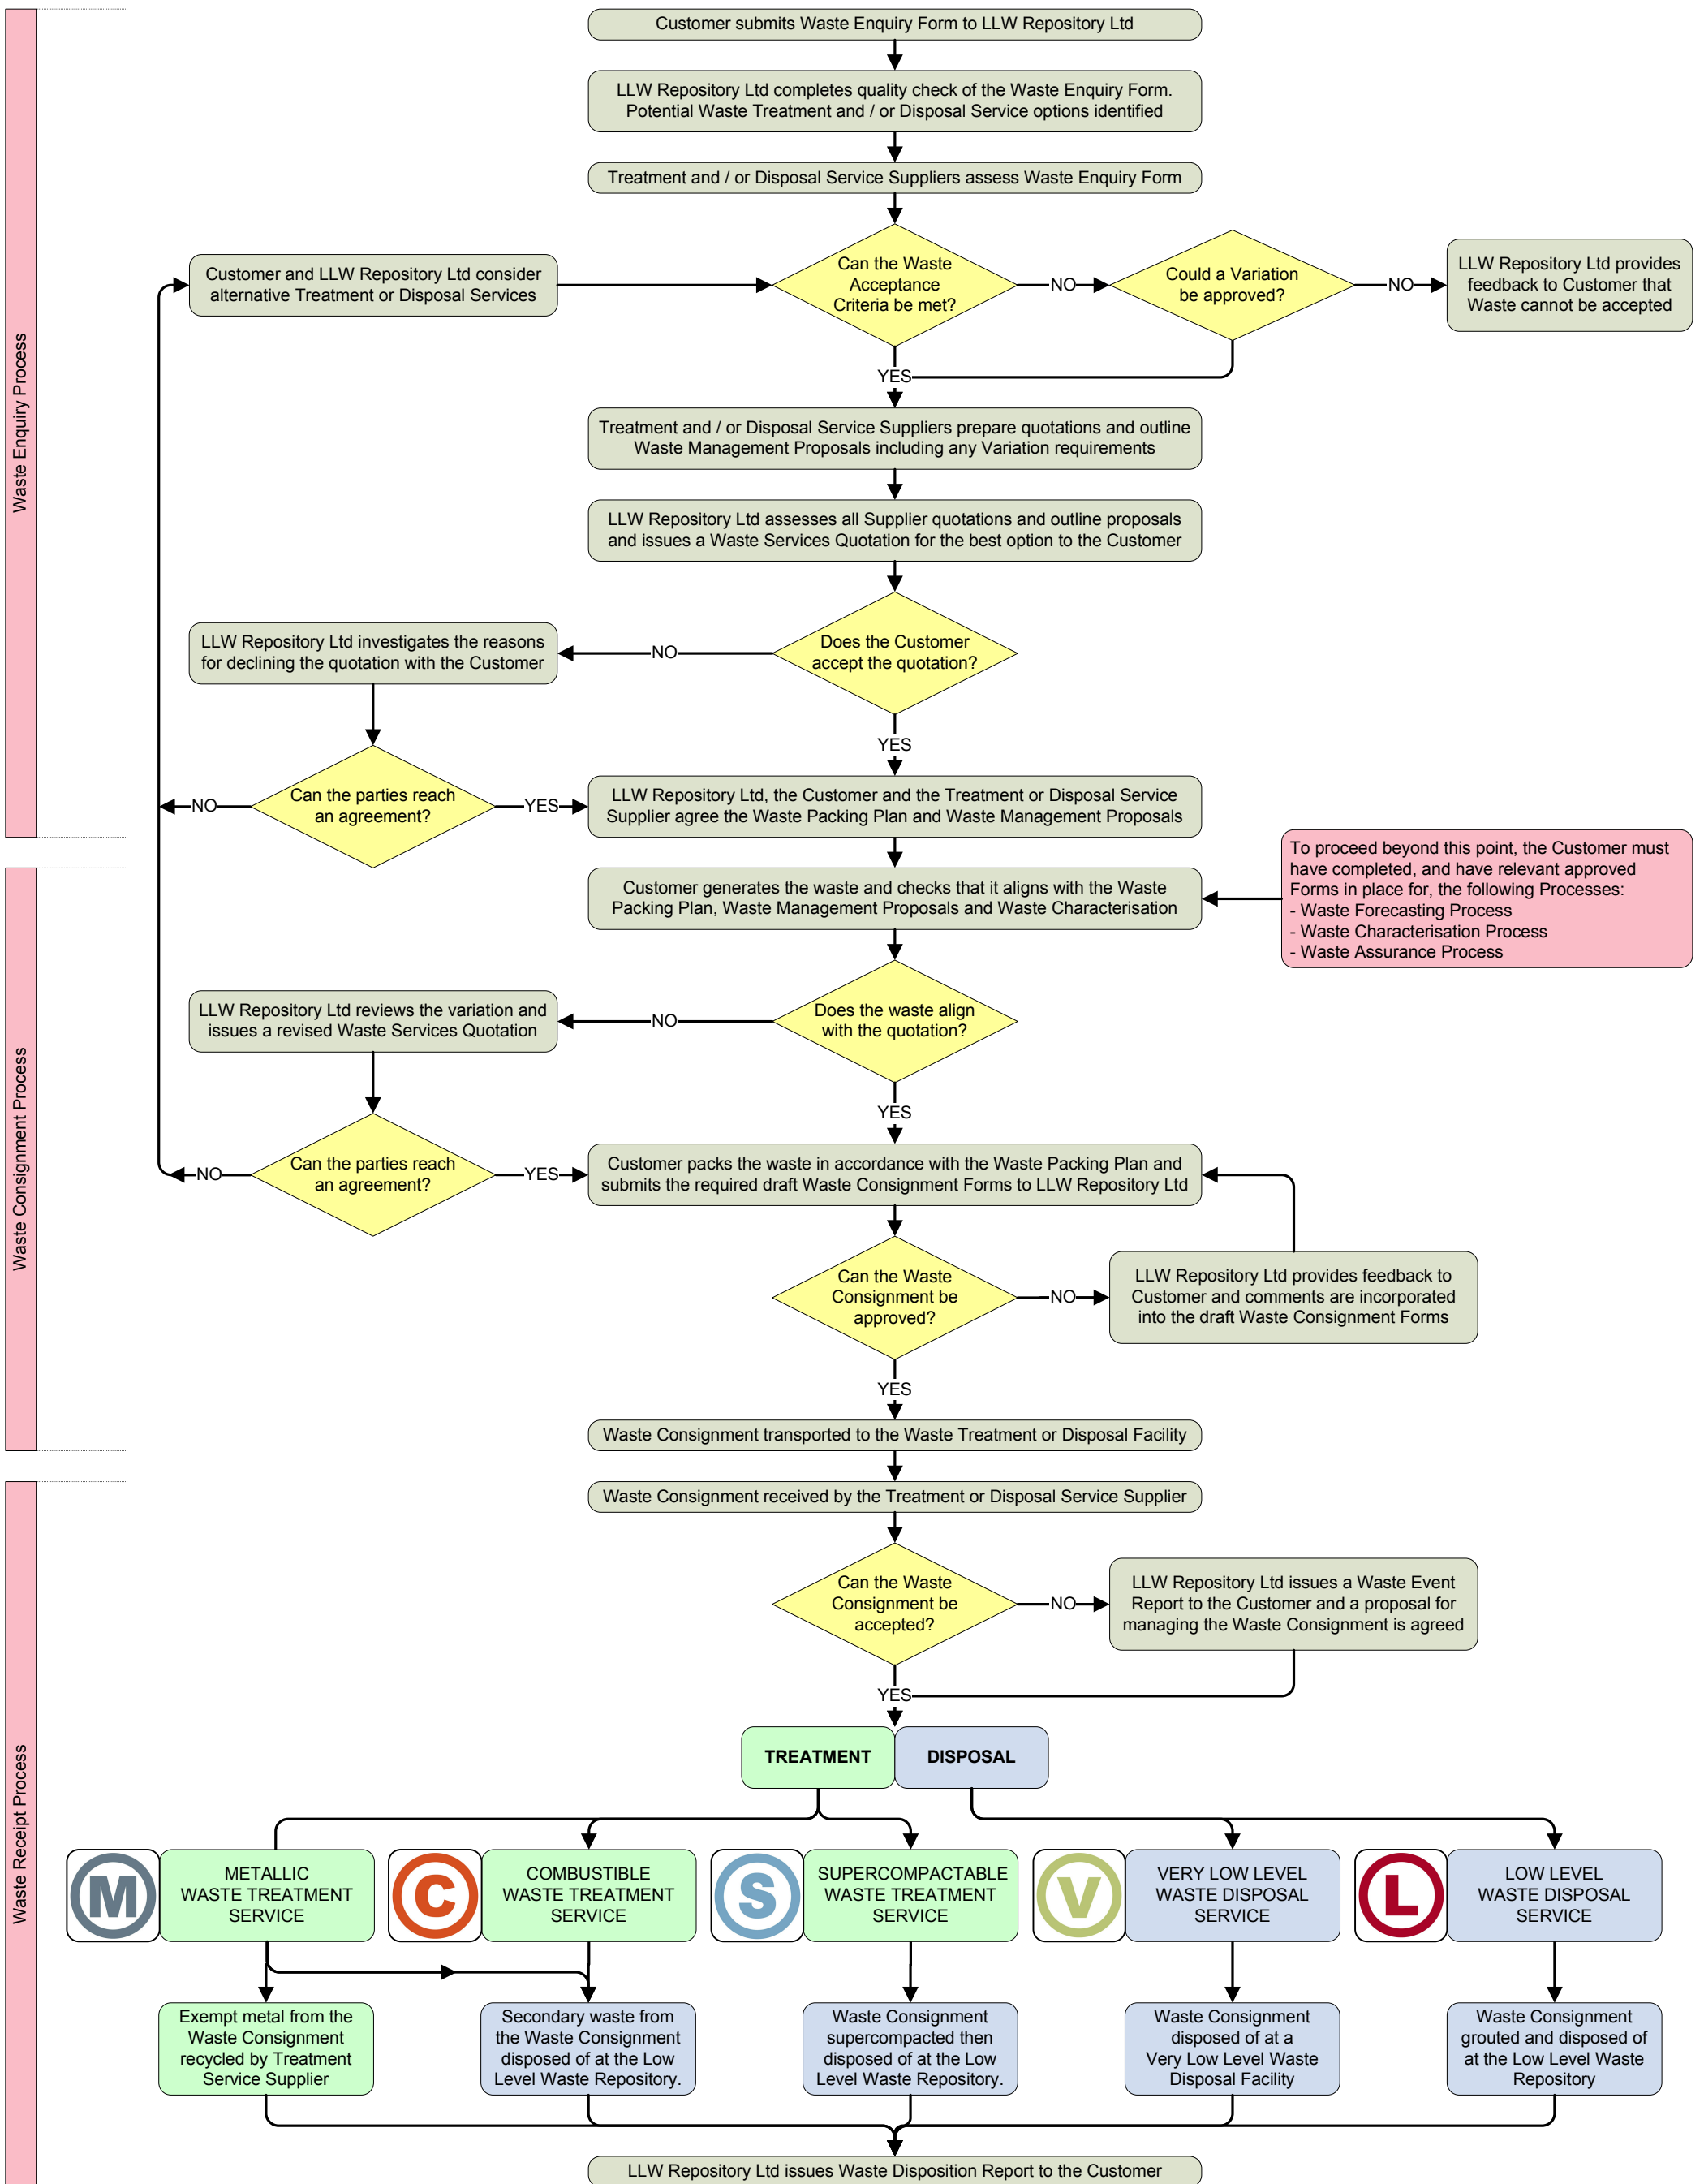 Waste Enquiry Process
Customer submits Waste Enquiry Form to LLW Repository Ltd
LLW Repository Ltd completes quality check of the Waste Enquiry Form.
Potential Waste Treatment and / or Disposal Service options identified
Treatment and / or Disposal Service Suppliers assess Waste Enquiry Form
Customer and LLW Repository Ltd consider
alternative Treatment or Disposal Services
Can the Waste
Acceptance
Criteria be met?
NO
Could a Variation
be approved?
NO
LLW Repository Ltd provides
feedback to Customer that
Waste cannot be accepted
YES
Treatment and / or Disposal Service Suppliers prepare quotations and outline
Waste Management Proposals including any Variation requirements
LLW Repository Ltd assesses all Supplier quotations and outline proposals
and issues a Waste Services Quotation for the best option to the Customer
LLW Repository Ltd investigates the reasons
for declining the quotation with the Customer
NO
Does the Customer
accept the quotation?
YES
NO
Can the parties reach
an agreement?
YES
LLW Repository Ltd, the Customer and the Treatment or Disposal Service
Supplier agree the Waste Packing Plan and Waste Management Proposals
Waste Consignment Process
Customer generates the waste and checks that it aligns with the Waste
Packing Plan, Waste Management Proposals and Waste Characterisation
To proceed beyond this point, the Customer must
have completed, and have relevant approved
Forms in place for, the following Processes:
- Waste Forecasting Process
- Waste Characterisation Process
- Waste Assurance Process
LLW Repository Ltd reviews the variation and
issues a revised Waste Services Quotation
NO
Does the waste align
with the quotation?
YES
NO
Can the parties reach
an agreement?
YES
Customer packs the waste in accordance with the Waste Packing Plan and
submits the required draft Waste Consignment Forms to LLW Repository Ltd
Can the Waste
Consignment be
approved?
NO
LLW Repository Ltd provides feedback to
Customer and comments are incorporated
into the draft Waste Consignment Forms
YES
Waste Consignment transported to the Waste Treatment or Disposal Facility
Waste Receipt Process
Waste Consignment received by the Treatment or Disposal Service Supplier
Can the Waste
Consignment be
accepted?
NO
LLW Repository Ltd issues a Waste Event
Report to the Customer and a proposal for
managing the Waste Consignment is agreed
YES
TREATMENT
DISPOSAL
M
METALLIC
WASTE TREATMENT
SERVICE
C
COMBUSTIBLE
WASTE TREATMENT
SERVICE
S
SUPERCOMPACTABLE
WASTE TREATMENT
SERVICE
V
VERY LOW LEVEL
WASTE DISPOSAL
SERVICE
L
LOW LEVEL
WASTE DISPOSAL
SERVICE
Exempt metal from the
Waste Consignment
recycled by Treatment
Service Supplier
Secondary waste from
the Waste Consignment
disposed of at the Low
Level Waste Repository.
Waste Consignment
supercompacted then
disposed of at the Low
Level Waste Repository.
Waste Consignment
disposed of at a
Very Low Level Waste
Disposal Facility
Waste Consignment
grouted and disposed of
at the Low Level Waste
Repository
LLW Repository Ltd issues Waste Disposition Report to the Customer